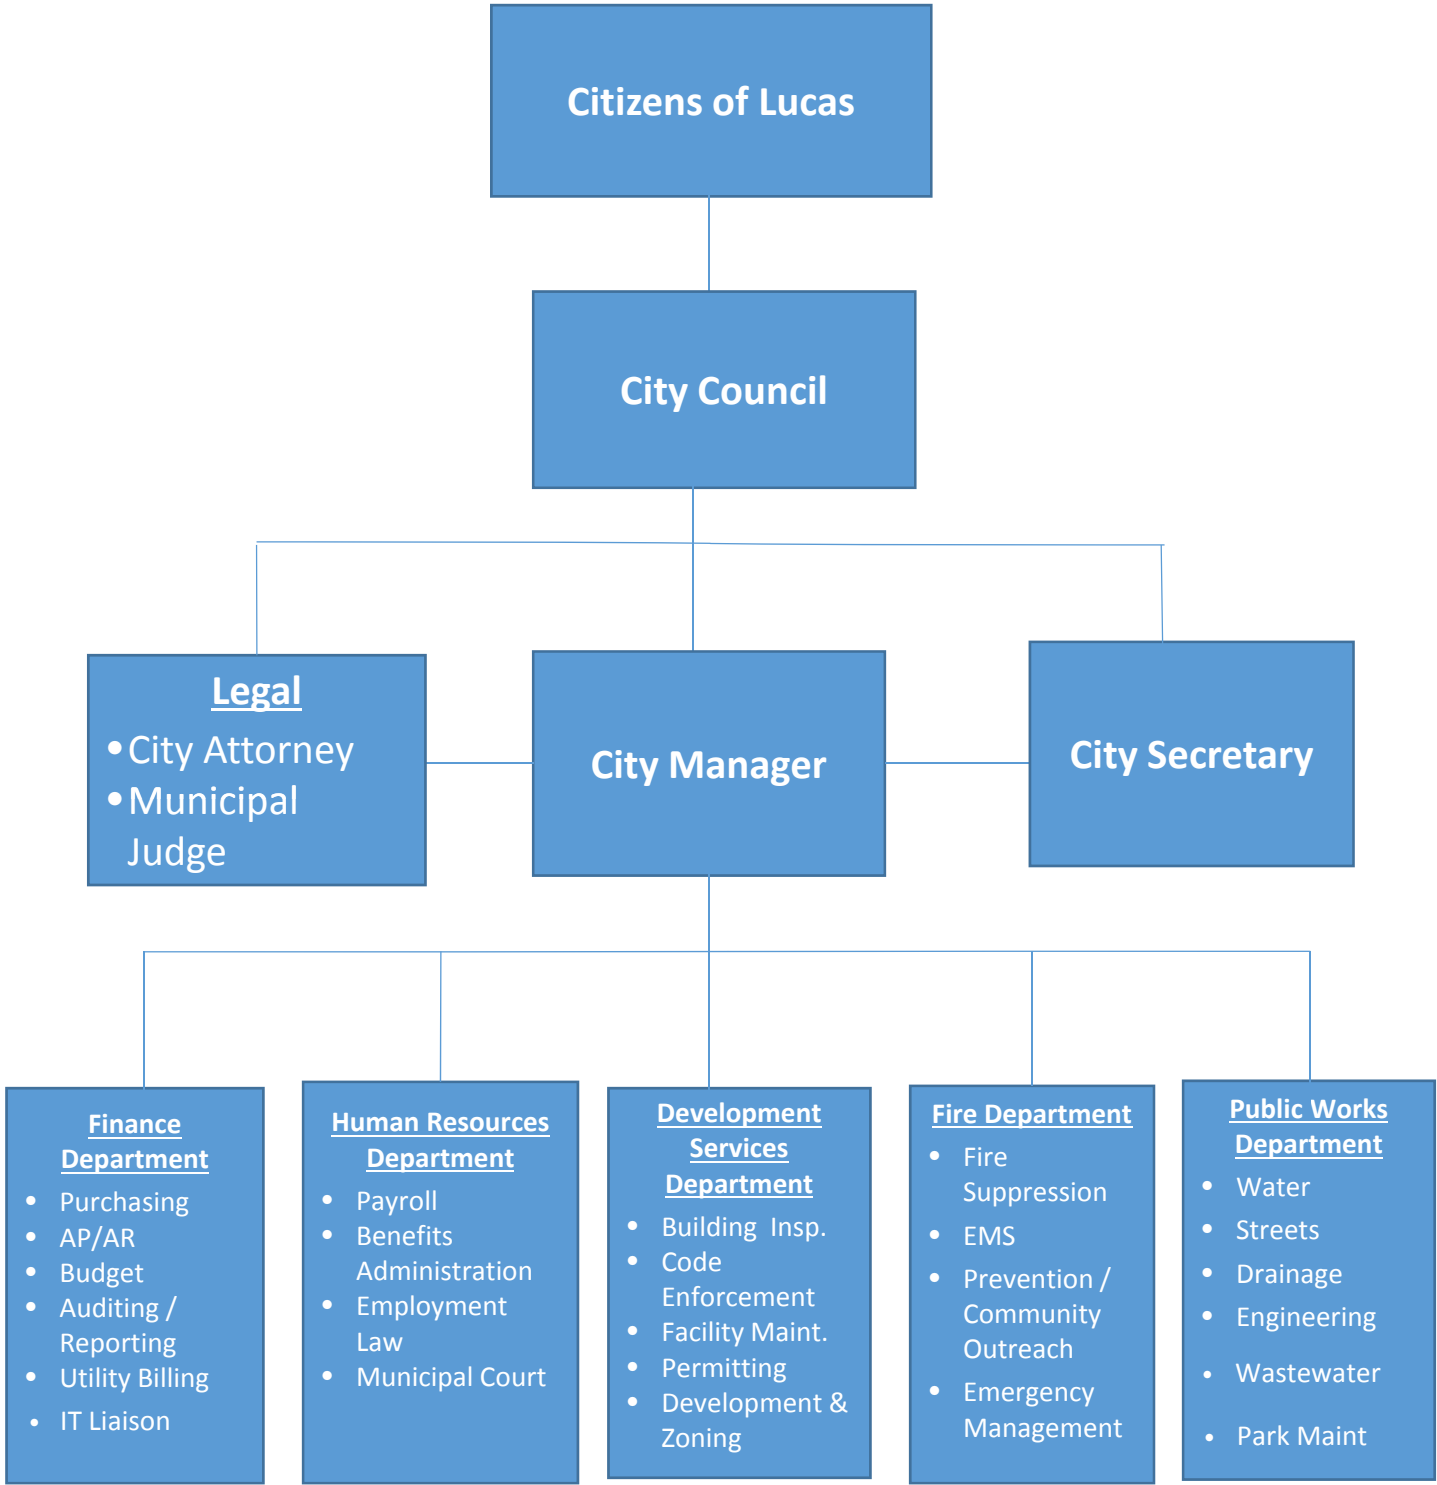 Citizens of Lucas
City Council
Legal
• City Attorney
• Municipal
Judge
City Manager
City Secretary
Finance
Department
• Purchasing
• AP/AR
• Budget
• Auditing /
Reporting
• Utility Billing
• IT Liaison
Human Resources
Department
• Payroll
• Benefits
Administration
• Employment
Law
• Municipal Court
Development
Services
Department
• Building Insp.
• Code
Enforcement
• Facility Maint.
• Permitting
• Development &
Zoning
Fire Department
• Fire
Suppression
• EMS
• Prevention /
Community
Outreach
• Emergency
Management
Public Works
Department
• Water
• Streets
• Drainage
• Engineering
• Wastewater
• Park Maint